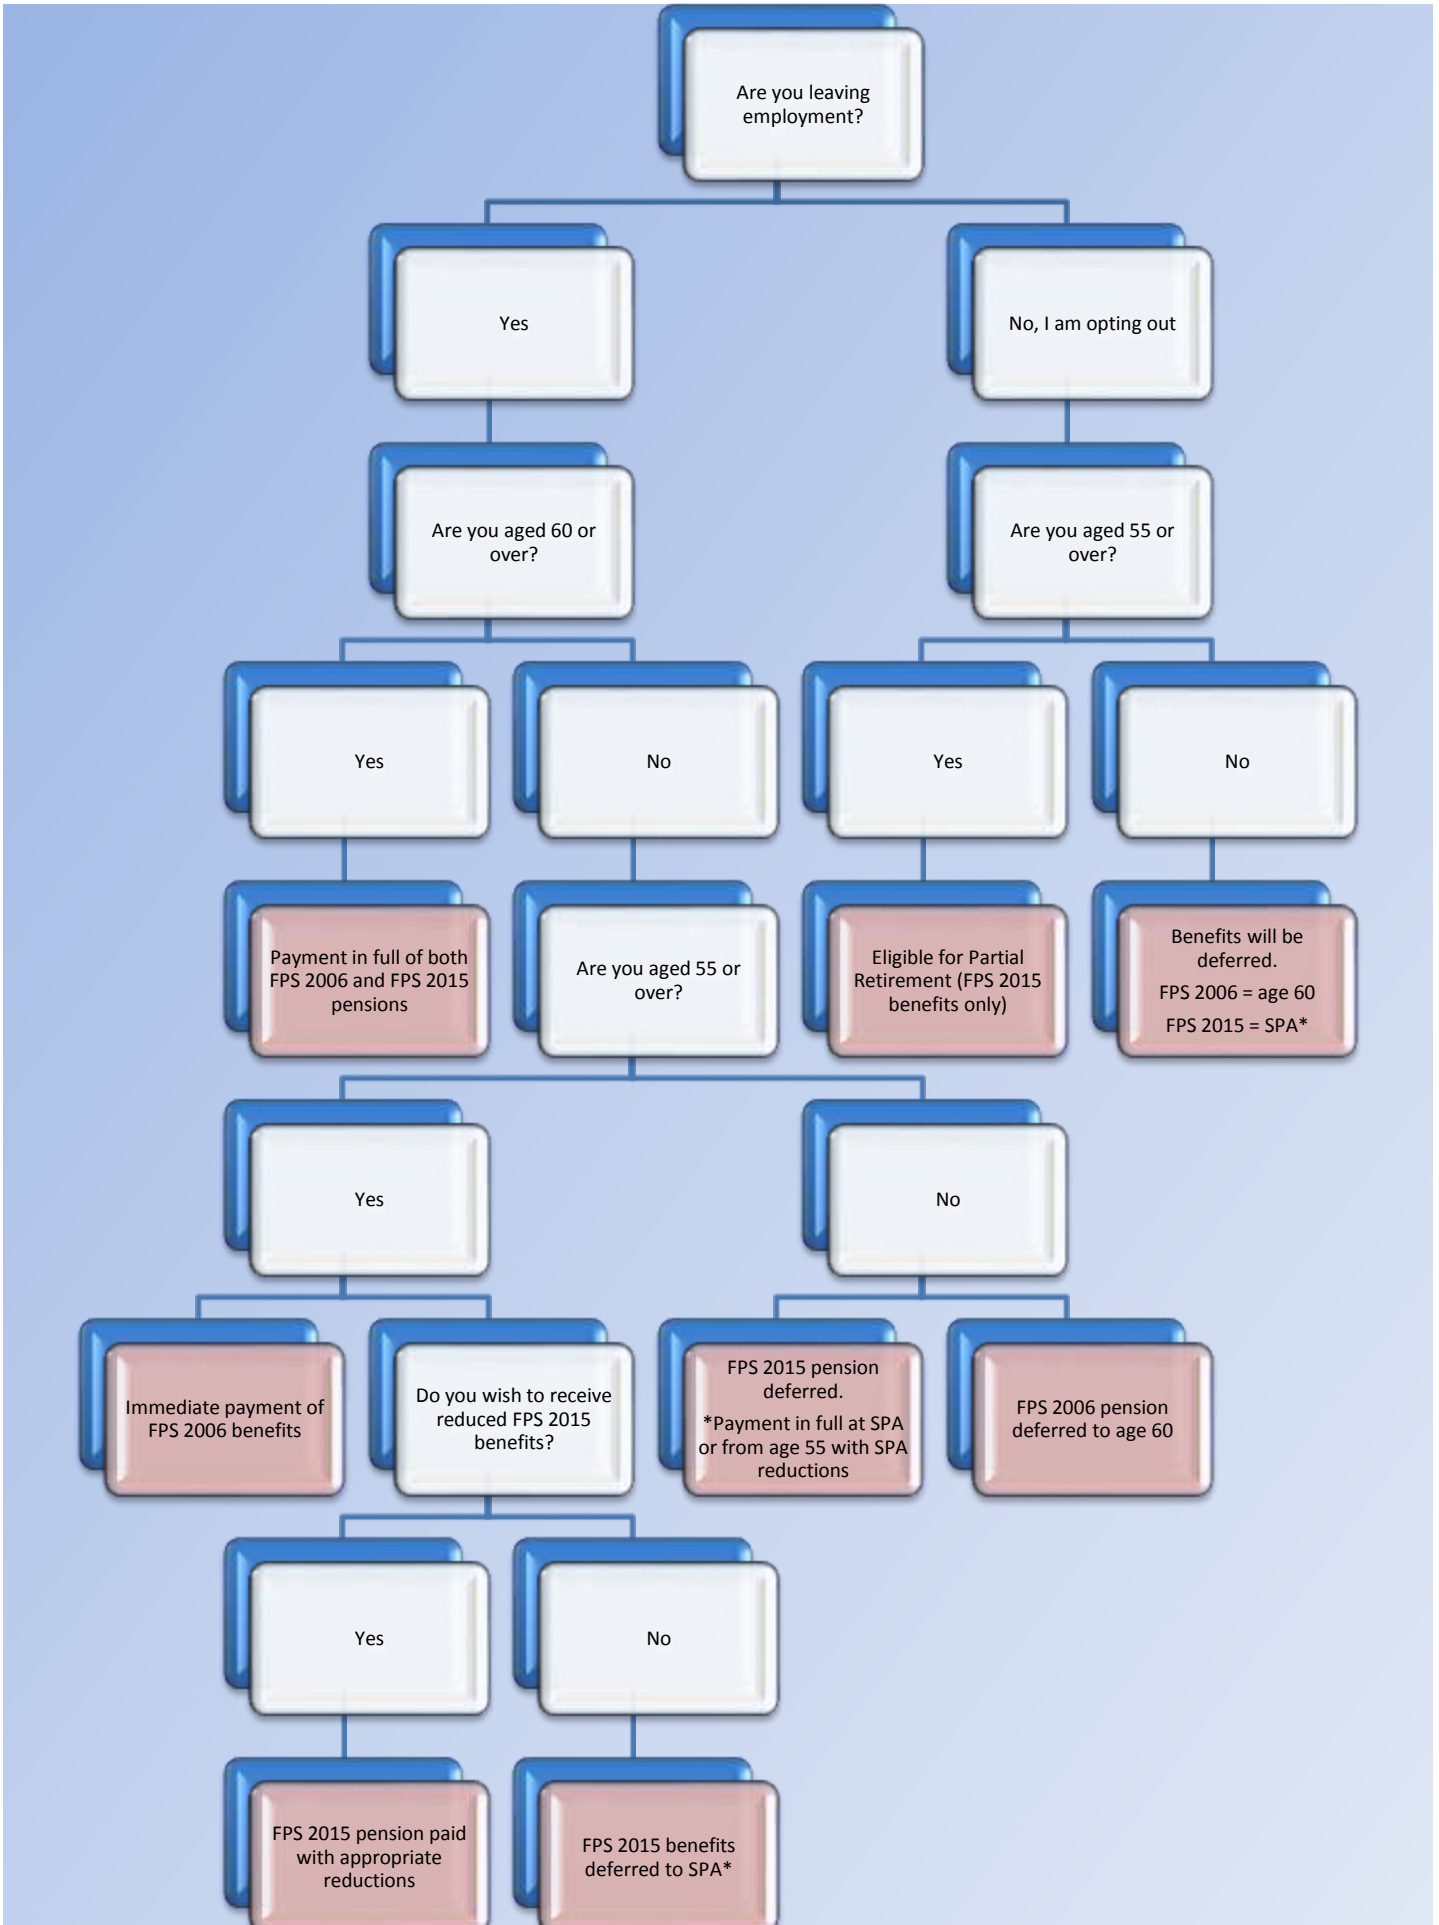 Are you leaving
employment?
Yes
No, I am opting out
Are you aged 60 or
over?
Are you aged 55 or
over?
Yes
No
Yes
No
Payment in full of both
FPS 2006 and FPS 2015
pensions
Are you aged 55 or
over?
Eligible for Partial
Retirement (FPS 2015
benefits only)
Benefits will be
deferred.
FPS 2006 = age 60
FPS 2015 = SPA*
Yes
No
Immediate payment of
FPS 2006 benefits
Do you wish to receive
reduced FPS 2015
benefits?
FPS 2015 pension
deferred.
*Payment in full at SPA
or from age 55 with SPA
reductions
FPS 2006 pension
deferred to age 60
Yes
No
FPS 2015 pension paid
with appropriate
reductions
FPS 2015 benefits
deferred to SPA*